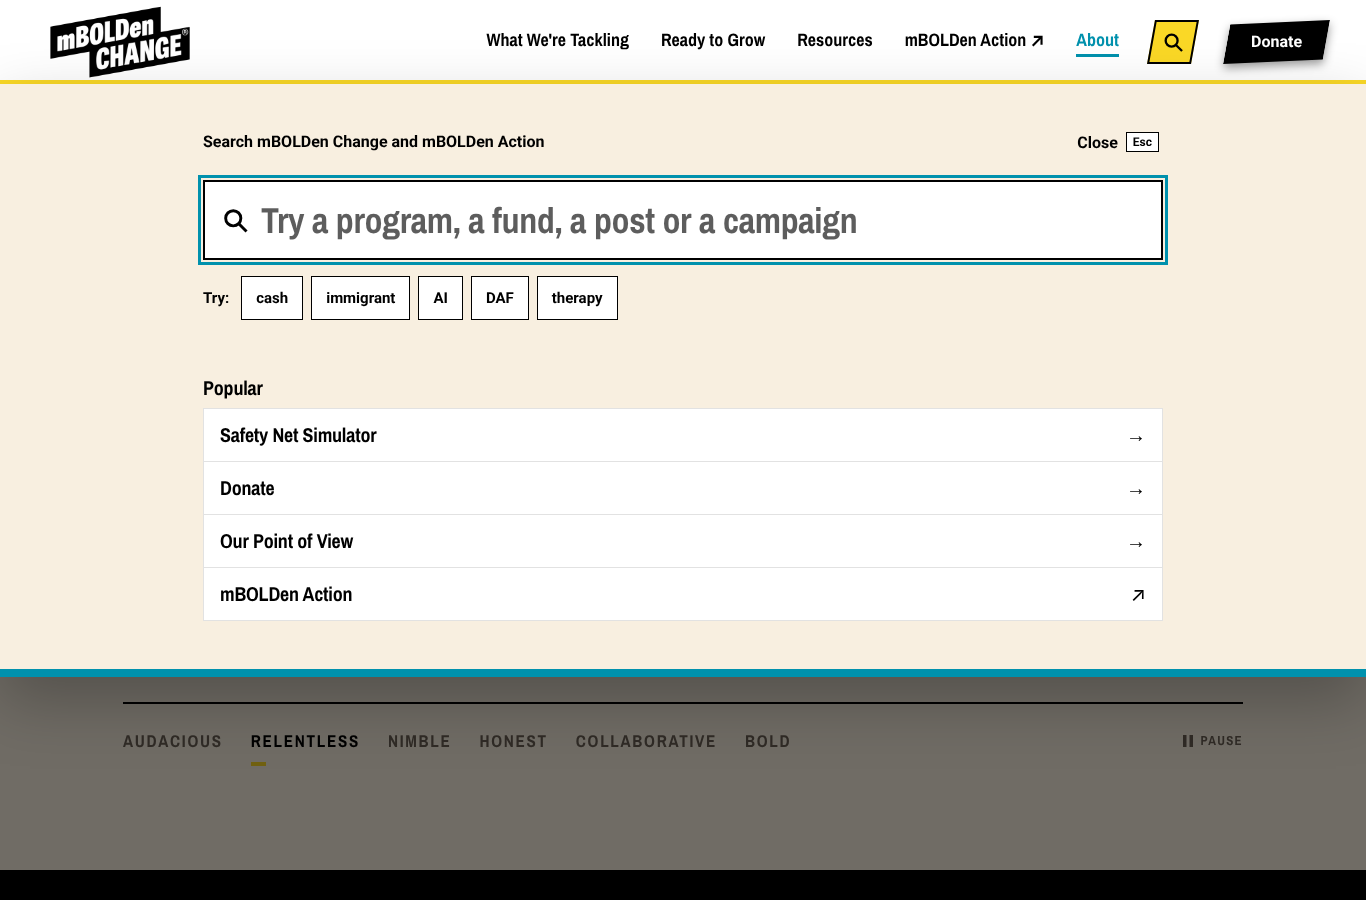 mBOLDen CHANGE®
What We're Tackling
Ready to Grow
Resources
mBOLDen Action
About
Donate
Search mBOLDen Change and mBOLDen Action
Close Esc
Try a program, a fund, a post or a campaign
Try: cash immigrant AI DAF therapy
Popular
Safety Net Simulator →
Donate →
Our Point of View →
mBOLDen Action
AUDACIOUS RELENTLESS NIMBLE HONEST COLLABORATIVE BOLD
PAUSE